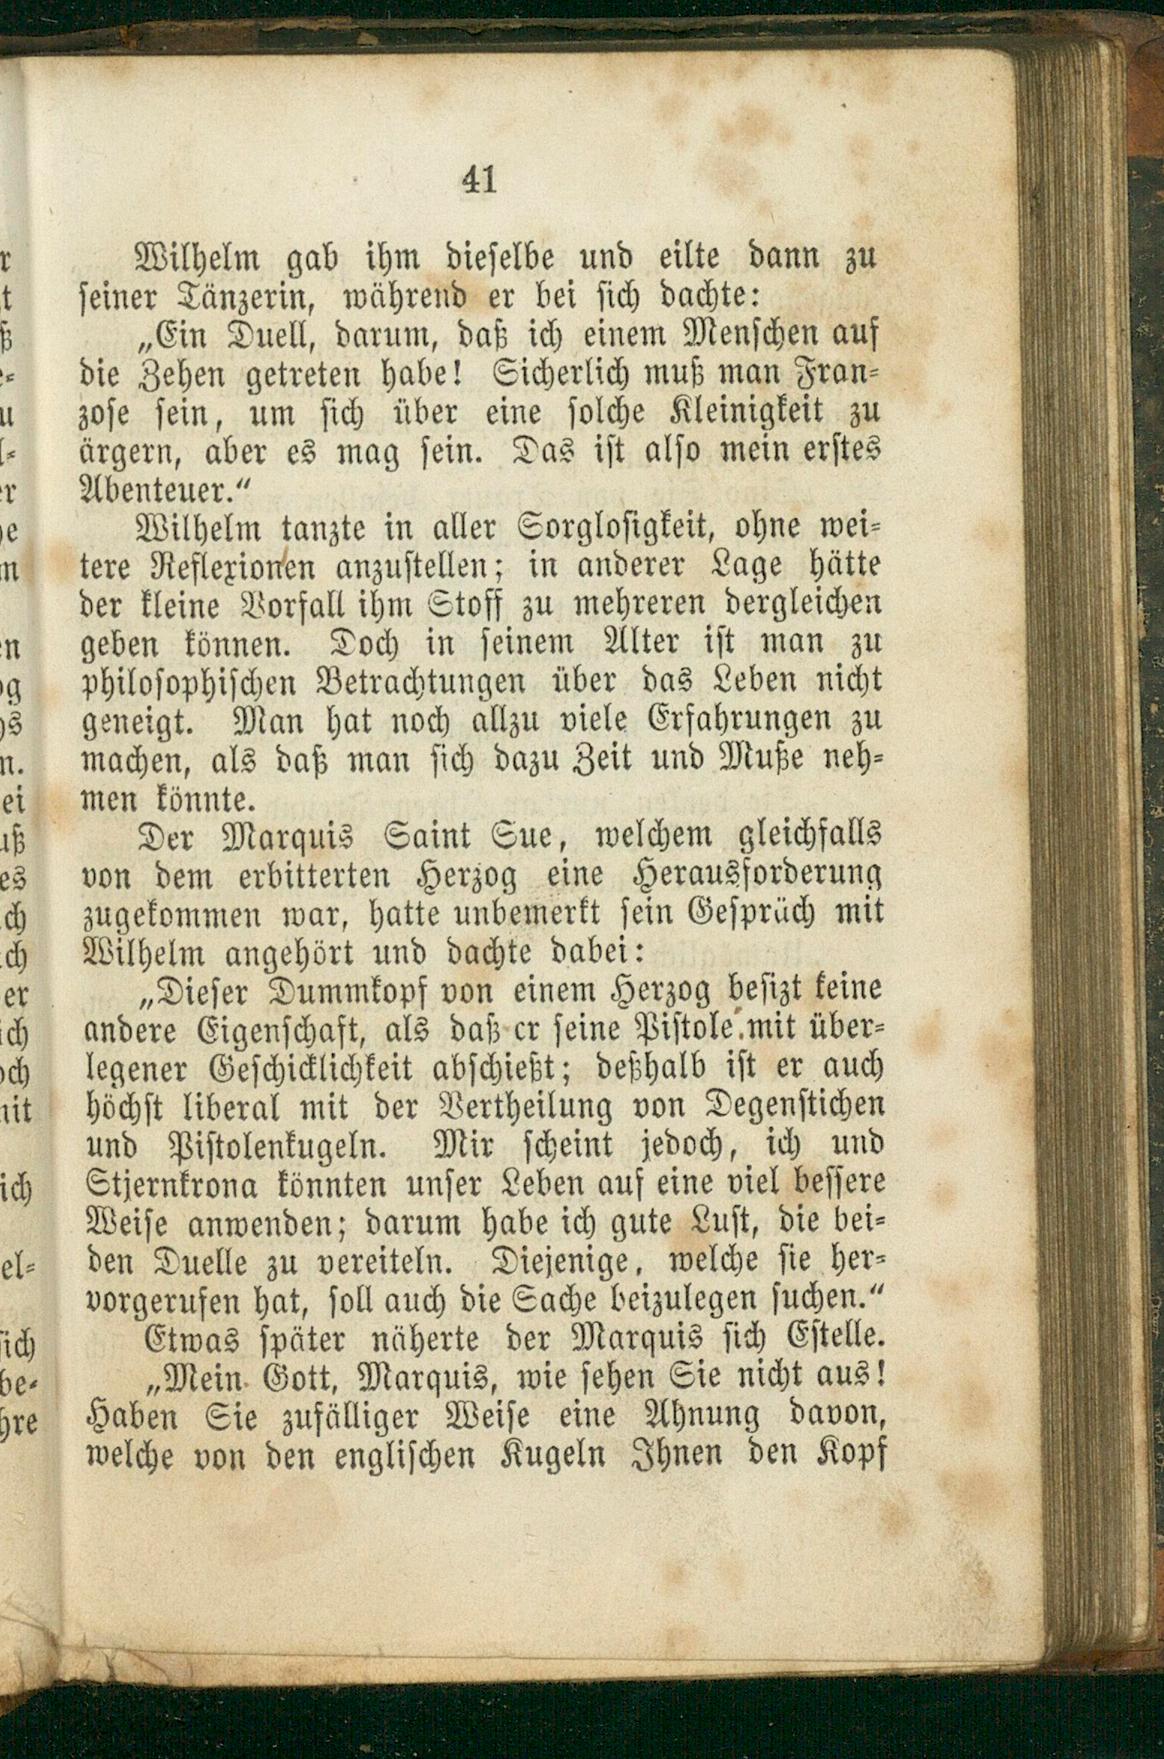 41
Wilhelm gab ihm dieselbe und eilte dann zu
seiner Tänzerin, während er bei sich dachte:
„Ein Duell, darum, daß ich einem Menschen auf
die Zehen getreten habe! Sicherlich muß man Fran-
zose sein, um sich über eine solche Kleinigkeit zu
ärgern, aber es mag sein. Das ist also mein erstes
Abenteuer.“
Wilhelm tanzte in aller Sorglosigkeit, ohne wei-
tere Reflexionen anzustellen; in anderer Lage hätte
der kleine Vorfall ihm Stoff zu mehreren dergleichen
geben können. Doch in seinem Alter ist man zu
philosophischen Betrachtungen über das Leben nicht
geneigt. Man hat noch allzu viele Erfahrungen zu
machen, als daß man sich dazu Zeit und Muße neh-
men könnte.
Der Marquis Saint Sue, welchem gleichfalls
von dem erbitterten Herzog eine Herausforderung
zugekommen war, hatte unbemerkt sein Gespräch mit
Wilhelm angehört und dachte dabei:
„Dieser Dummkopf von einem Herzog besizt keine
andere Eigenschaft, als daß er seine Pistole mit über-
legener Geschicklichkeit abschießt; deßhalb ist er auch
höchst liberal mit der Vertheilung von Degenstichen
und Pistolenkugeln. Mir scheint jedoch, ich und
Stjernkrona könnten unser Leben auf eine viel bessere
Weise anwenden; darum habe ich gute Lust, die bei-
den Duelle zu vereiteln. Diejenige, welche sie her-
vorgerufen hat, soll auch die Sache beizulegen suchen.“
Etwas später näherte der Marquis sich Estelle.
„Mein Gott, Marquis, wie sehen Sie nicht aus!
Haben Sie zufälliger Weise eine Ahnung davon,
welche von den englischen Kugeln Ihnen den Kopf